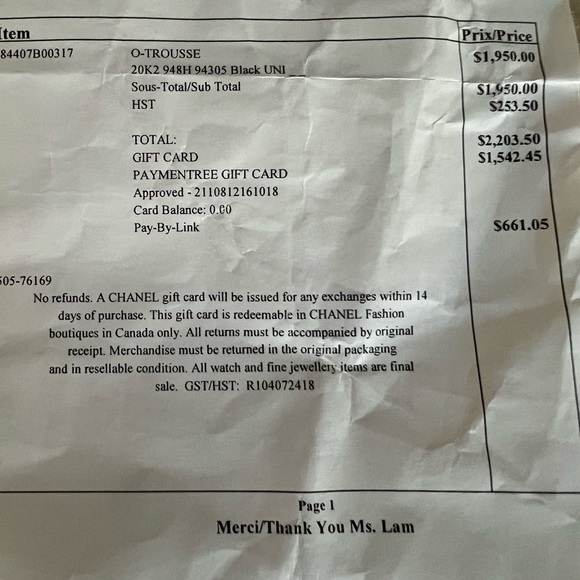 Item Prix/Price
84407B00317 O-TROUSSE $1,950.00
20K2 948H 94305 Black UNI
Sous-Total/Sub Total $1,950.00
HST $253.50
TOTAL: $2,203.50
GIFT CARD $1,542.45
PAYMENTREE GIFT CARD
Approved - 2110812161018
Card Balance: 0.00
Pay-By-Link $661.05
505-76169
No refunds. A CHANEL gift card will be issued for any exchanges within 14
days of purchase. This gift card is redeemable in CHANEL Fashion
boutiques in Canada only. All returns must be accompanied by original
receipt. Merchandise must be returned in the original packaging
and in resellable condition. All watch and fine jewellery items are final
sale. GST/HST: R104072418
Page 1
Merci/Thank You Ms. Lam